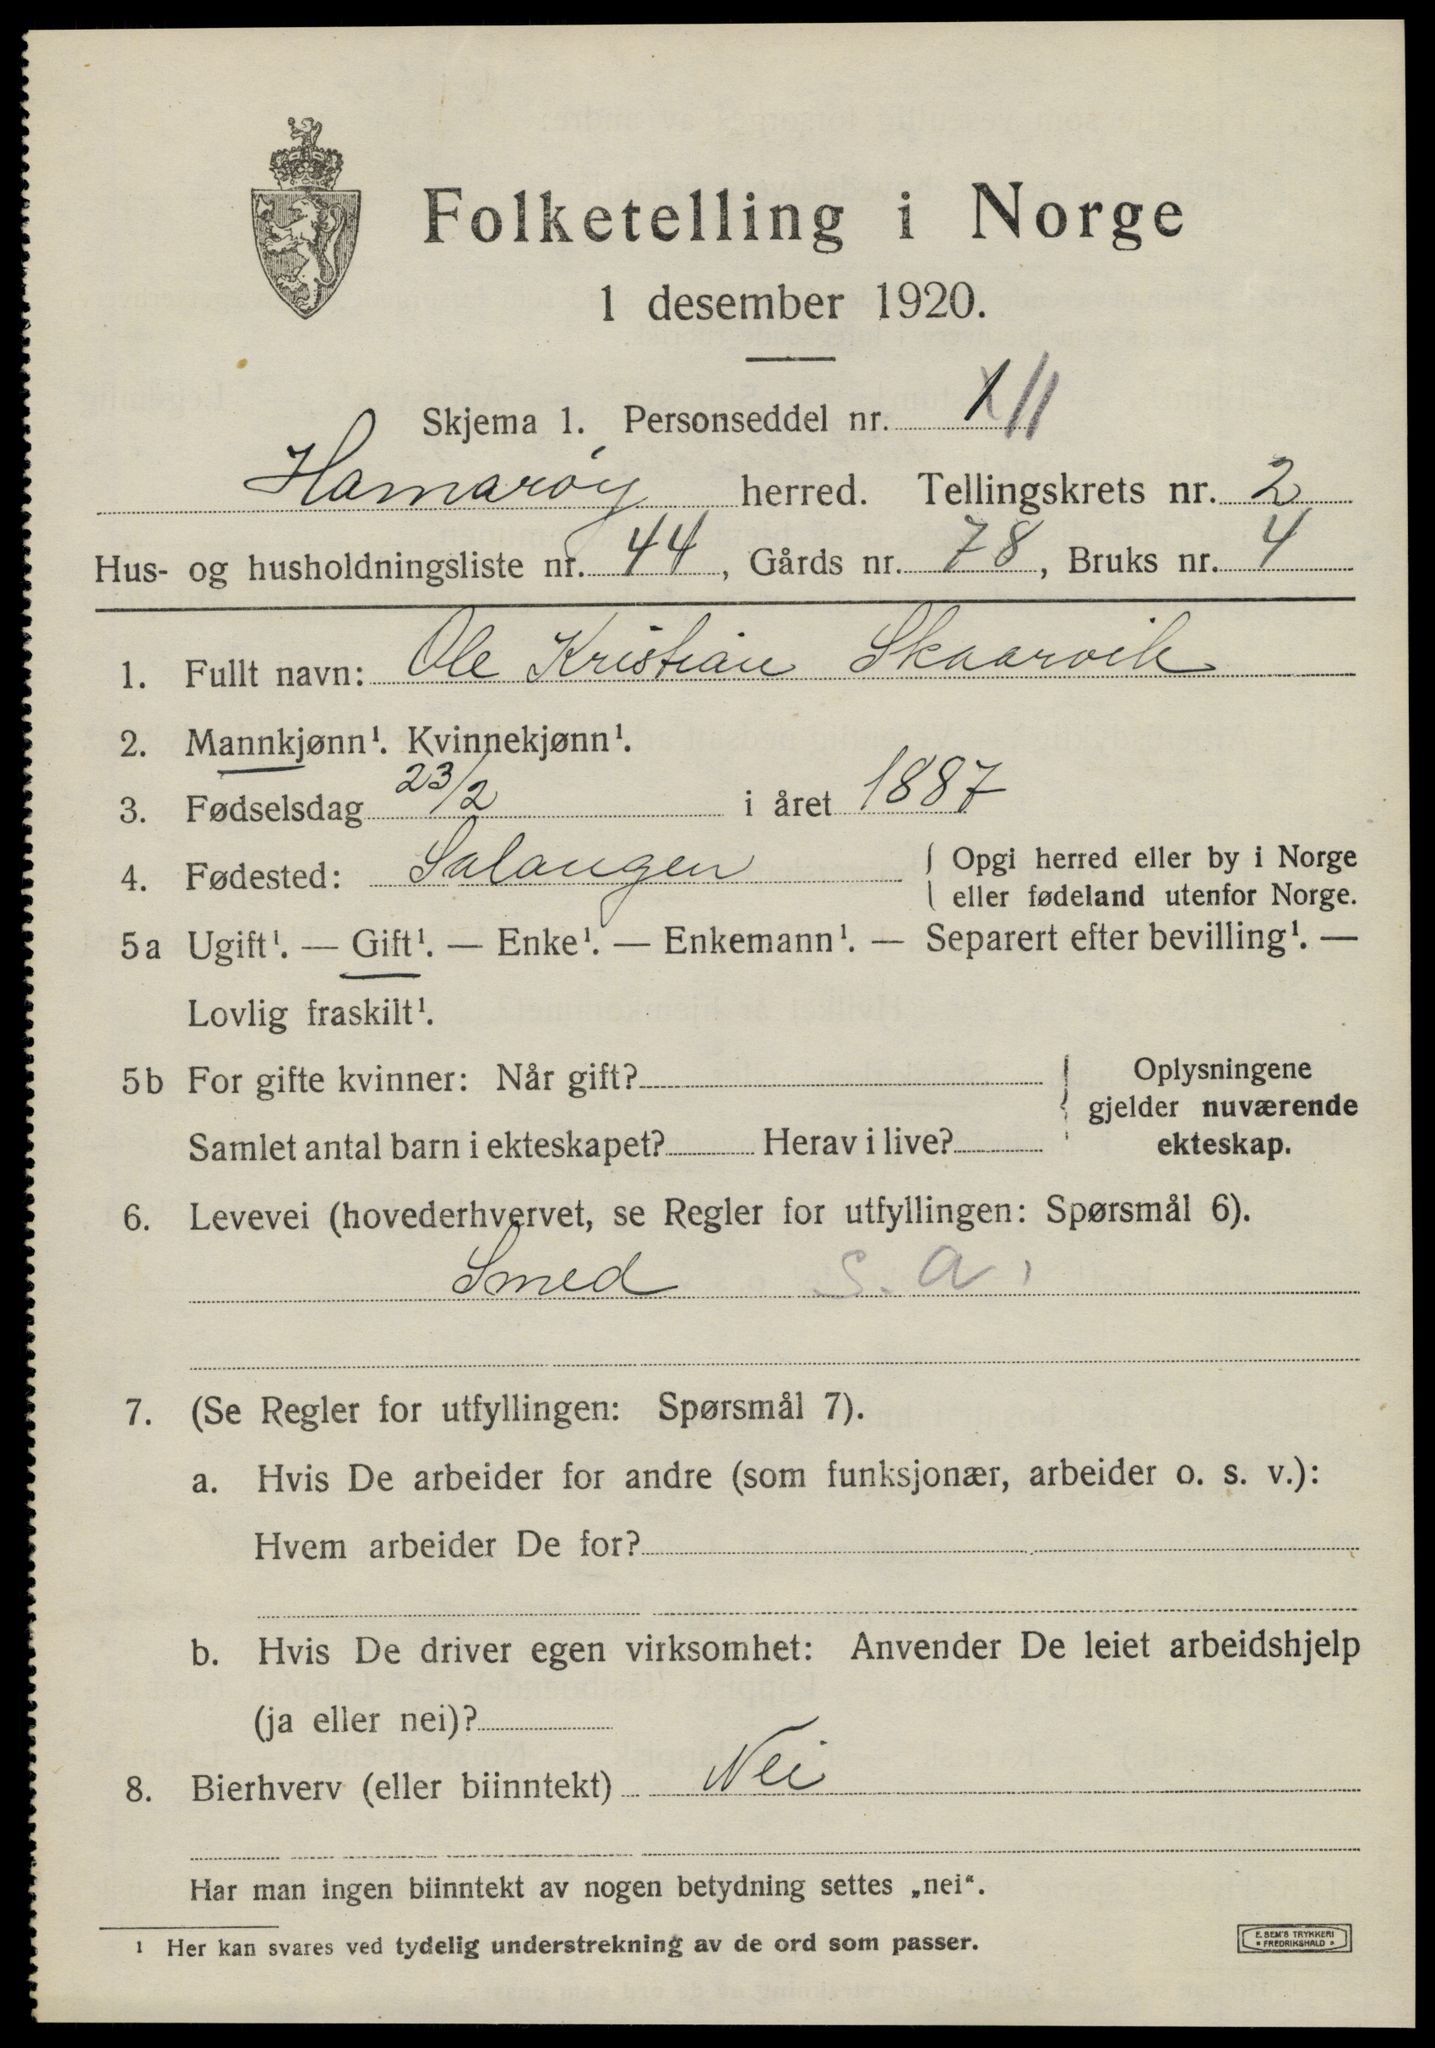 Folketelling i Norge
1 desember 1920.
Skjema 1. Personseddel nr.
Hamarøy herred. Tellingskrets nr. 2
Hus- og husholdningsliste nr. 44, Gårds nr. 78, Bruks nr. 4
1. Fullt navn: Ole Kristian Skaarvik
2. Mannkjønn¹. Kvinnekjønn¹.
3. Fødselsdag 23/2 i året 1887
4. Fødested: Salangen { Opgi herred eller by i Norge
eller fødeland utenfor Norge.
5a Ugift¹. — Gift¹. — Enke¹. — Enkemann¹. — Separert efter bevilling¹. —
Lovlig fraskilt¹.
5b For gifte kvinner: Når gift?
Samlet antal barn i ekteskapet? Herav i live?
Oplysningene
gjelder nuværende
ekteskap.
6. Levevei (hovederhvervet, se Regler for utfyllingen: Spørsmål 6).
Smed s. a.
7. (Se Regler for utfyllingen: Spørsmål 7).
a. Hvis De arbeider for andre (som funksjonær, arbeider o. s. v.):
Hvem arbeider De for?
b. Hvis De driver egen virksomhet: Anvender De leiet arbeidshjelp
(ja eller nei)?
8. Bierhverv (eller biinntekt) Nei
Har man ingen biinntekt av nogen betydning settes „nei“.
¹ Her kan svares ved tydelig understrekning av de ord som passer.
E. SEM'S TRYKKERI
FREDRIKSHALD